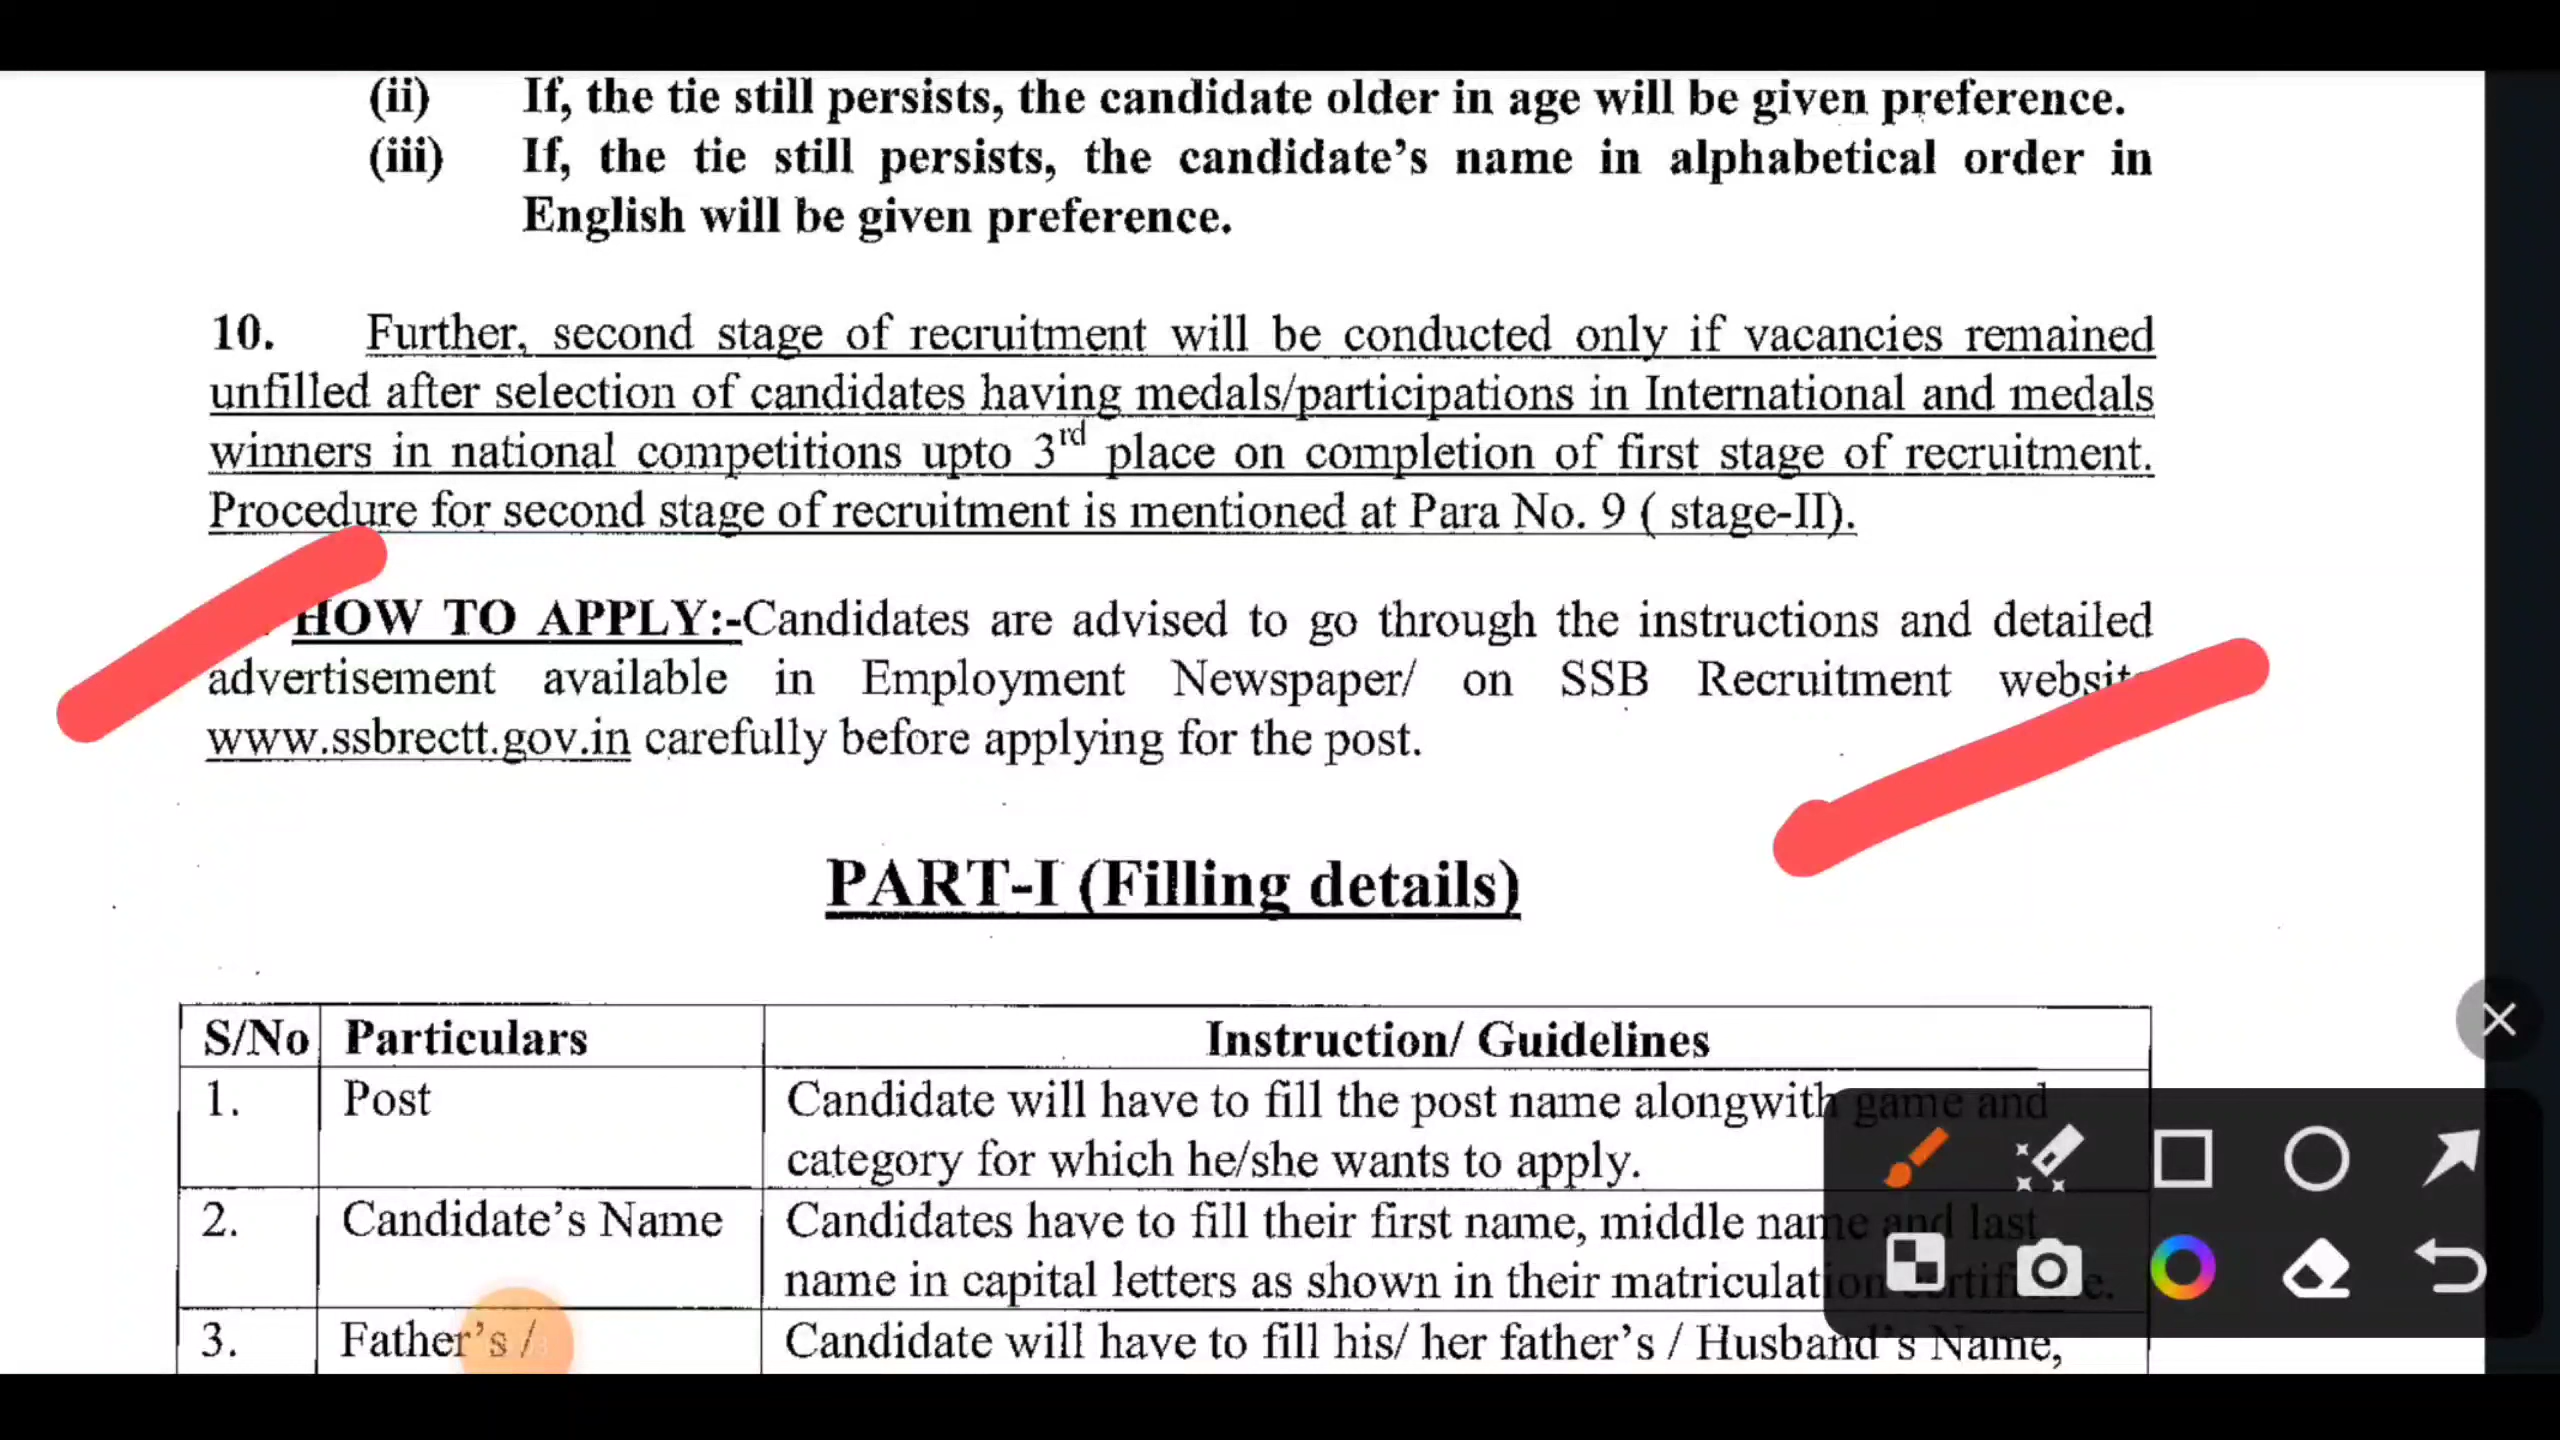 (ii) If, the tie still persists, the candidate older in age will be given preference.
(iii) If, the tie still persists, the candidate's name in alphabetical order in
English will be given preference.
10. Further, second stage of recruitment will be conducted only if vacancies remained
unfilled after selection of candidates having medals/participations in International and medals
winners in national competitions upto 3rd place on completion of first stage of recruitment.
Procedure for second stage of recruitment is mentioned at Para No. 9 ( stage-II).
HOW TO APPLY:-Candidates are advised to go through the instructions and detailed
advertisement available in Employment Newspaper/ on SSB Recruitment website
www.ssbrectt.gov.in carefully before applying for the post.
PART-I (Filling details)
S/No Particulars Instruction/ Guidelines
1. Post Candidate will have to fill the post name alongwith game and
category for which he/she wants to apply.
2. Candidate's Name Candidates have to fill their first name, middle name and last
name in capital letters as shown in their matriculation certificate.
3. Father's / Candidate will have to fill his/ her father's / Husband's Name,